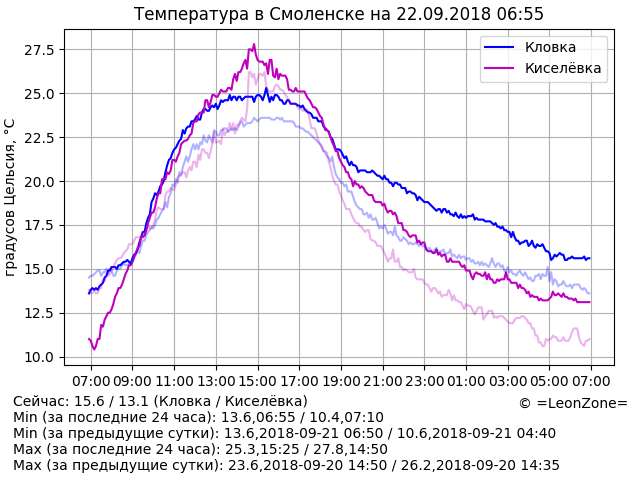 Температура в Смоленске на 22.09.2018 06:55
градусов Цельсия, °C
27.5
25.0
22.5
20.0
17.5
15.0
12.5
10.0
Кловка
Киселёвка
07:00 09:00 11:00 13:00 15:00 17:00 19:00 21:00 23:00 01:00 03:00 05:00 07:00
Сейчас: 15.6 / 13.1 (Кловка / Киселёвка)
© =LeonZone=
Min (за последние 24 часа): 13.6,06:55 / 10.4,07:10
Min (за предыдущие сутки): 13.6,2018-09-21 06:50 / 10.6,2018-09-21 04:40
Max (за последние 24 часа): 25.3,15:25 / 27.8,14:50
Max (за предыдущие сутки): 23.6,2018-09-20 14:50 / 26.2,2018-09-20 14:35